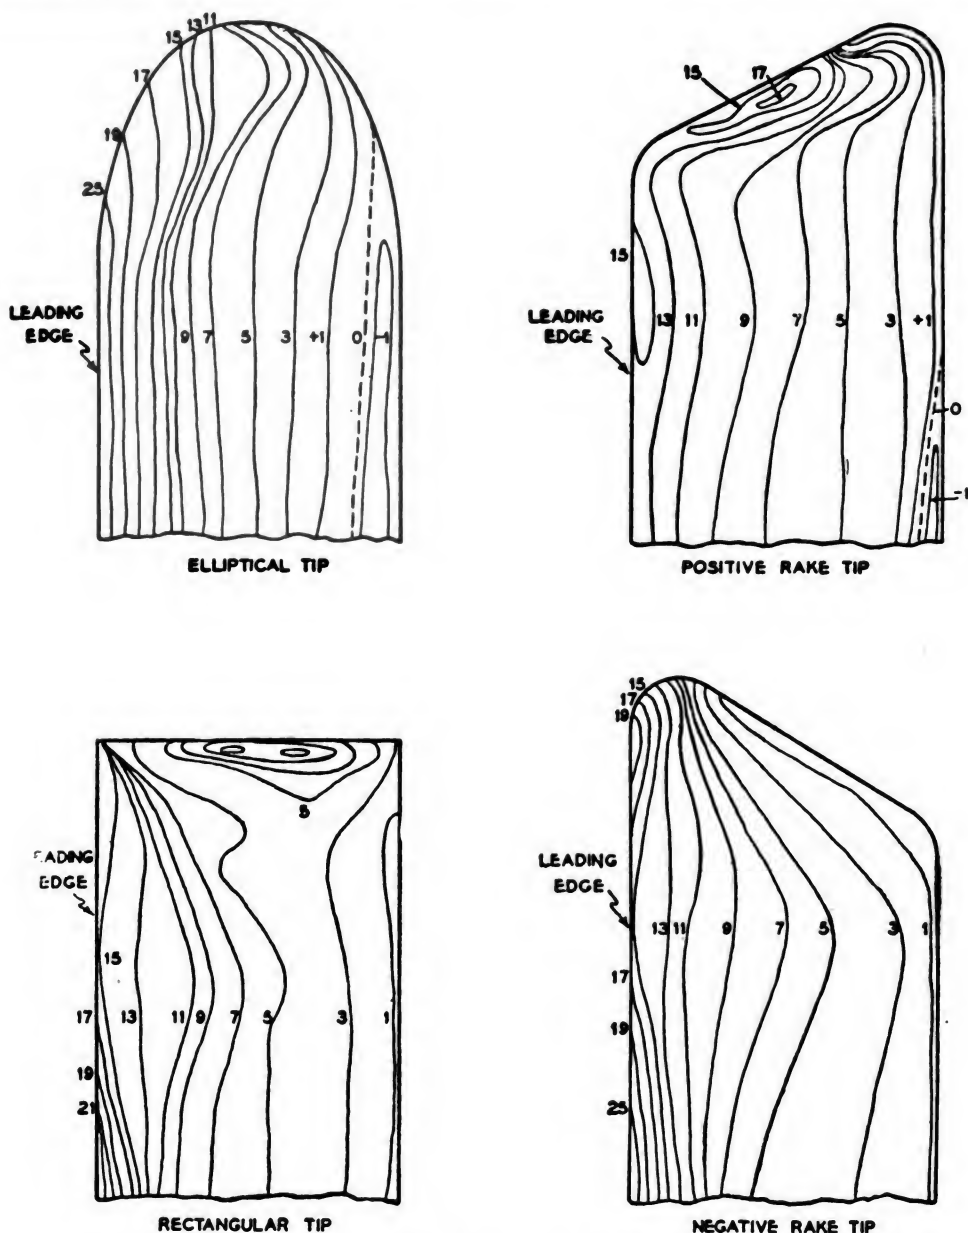 11
13
15
17
19
25
LEADING
EDGE
9 7 5 3 +1 0 -1
ELLIPTICAL TIP
15 17
15
LEADING
EDGE
13 11 9 7 5 3 +1
0
-1
POSITIVE RAKE TIP
5
EADING
EDGE
15
17 13 11 9 7 5 3 1
19
21
RECTANGULAR TIP
15
17
19
LEADING
EDGE
13 11 9 7 5 3 1
17
19
25
NEGATIVE RAKE TIP